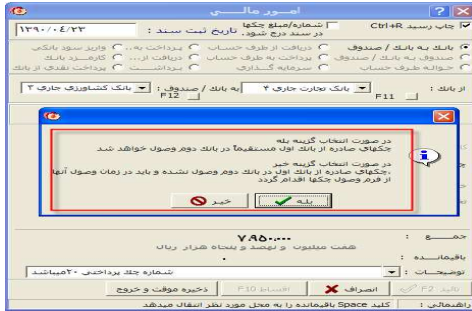 امور مالی
چاپ رسید Ctrl+R
شماره/مبلغ چکها در سند درج شود.
تاریخ ثبت سند : ۱۳۹۰/۰۴/۲۳
بانک به بانک / صندوق دریافت از طرف حساب پرداخت به.. واریز سود بانکی
صندوق به بانک / صندوق پرداخت به طرف حساب دریافت از.... کارمزد بانک
حواله طرف حساب سرمایه گذاری برداشت پرداخت نقدی از بانک
از بانک : بانک تجارت جاری ۴ به بانک / صندوق : بانک کشاورزی جاری ۳
F11 F12
در صورت انتخاب گزینه بله
چکهای صادره از بانک اول مستقیماً در بانک دوم وصول خواهد شد
در صورت انتخاب گزینه خیر
،چکهای صادره از بانک اول در بانک دوم وصول نشده و باید در زمان وصول آنها
از فرم وصول چکها اقدام گردد
بله خیر
جمع : ۷،۹۵۰،۰۰۰
هفت میلیون و نهصد و پنجاه هزار ریال
باقیمانده : ۰
توضیحات : شماره چک پرداختی ۲۰میباشد
تایید F2 انصراف اقساط F10 ذخیره موقت و خروج
راهنمائی : کلید Space باقیمانده را به محل مورد نظر انتقال میدهد